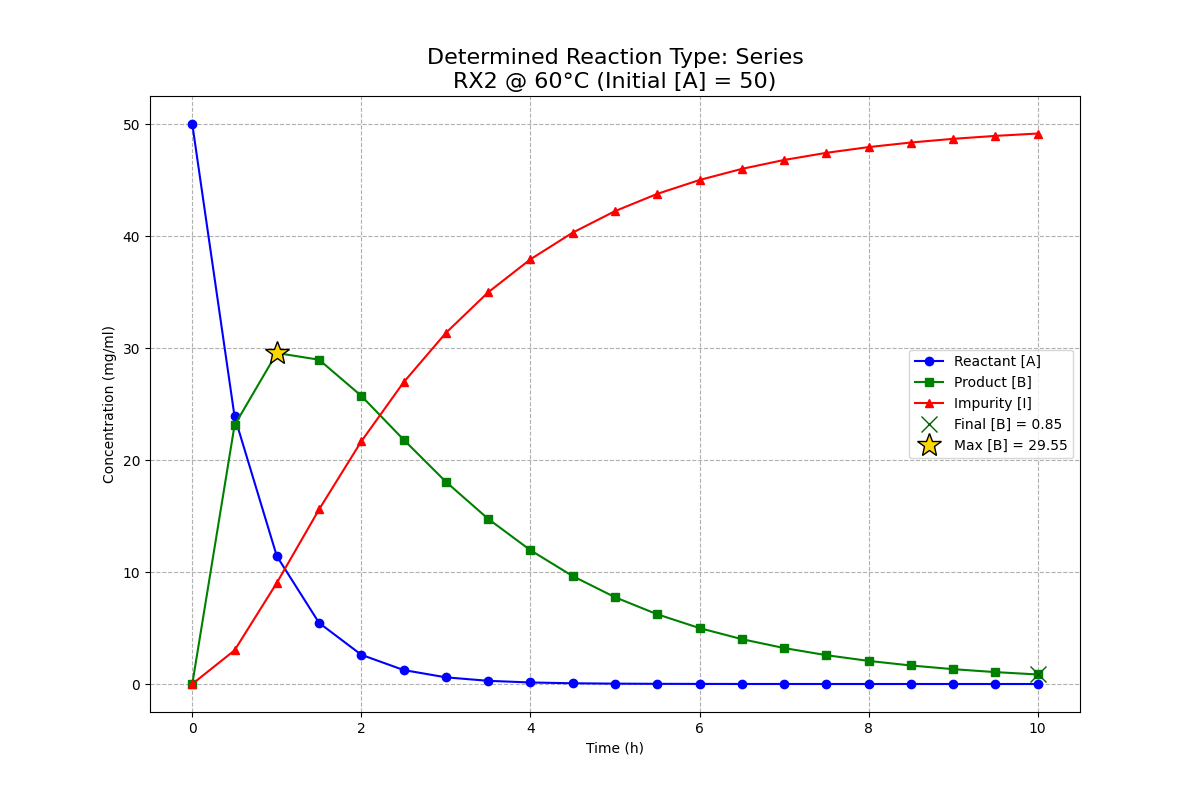 Determined Reaction Type: Series
RX2 @ 60°C (Initial [A] = 50)
Concentration (mg/ml)
50
40
30
20
10
0
Reactant [A]
Product [B]
Impurity [I]
Final [B] = 0.85
Max [B] = 29.55
0 2 4 6 8 10
Time (h)